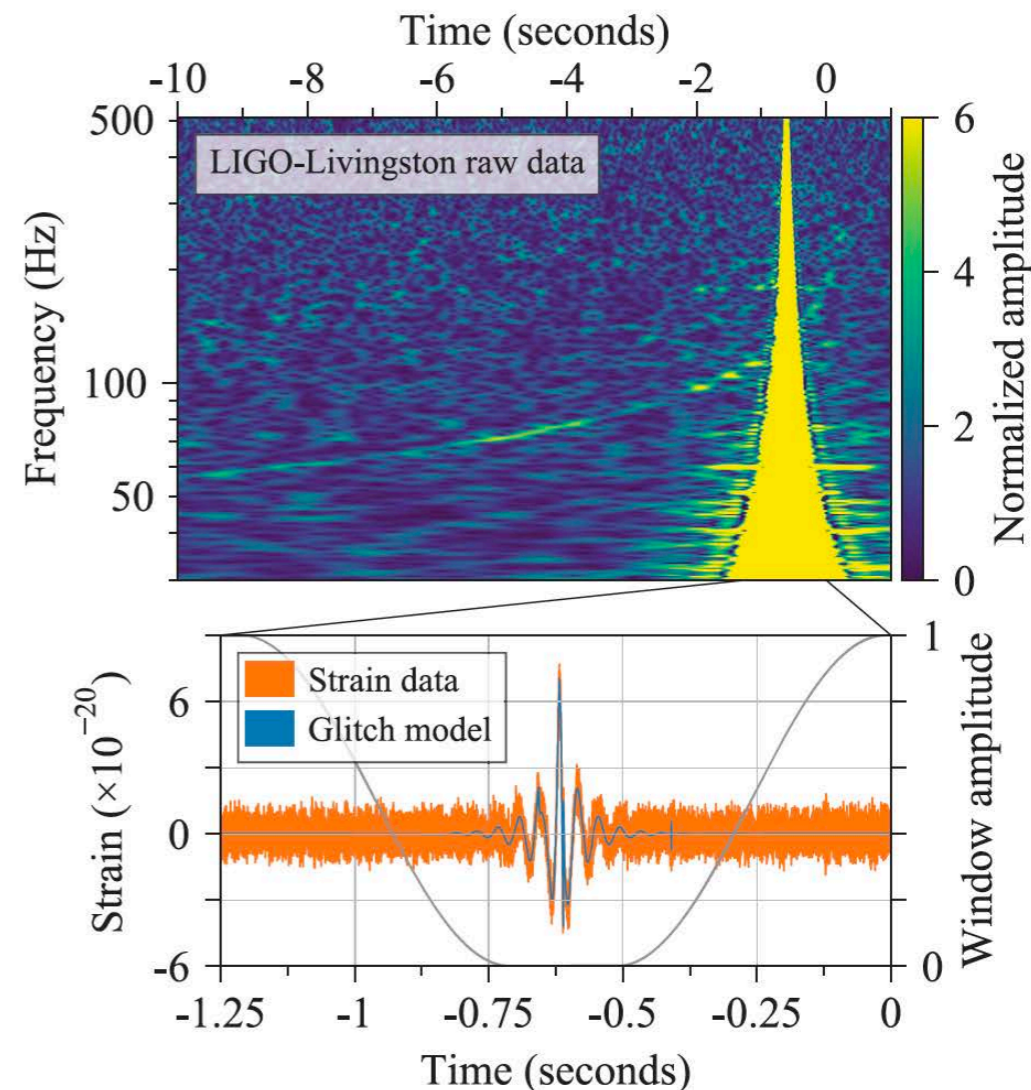 Time (seconds)
-10 -8 -6 -4 -2 0
500
100
50
Frequency (Hz)
LIGO-Livingston raw data
6
4
2
0
Normalized amplitude
Strain (×10⁻²⁰)
6
0
-6
Strain data
Glitch model
1
0
Window amplitude
-1.25 -1 -0.75 -0.5 -0.25 0
Time (seconds)